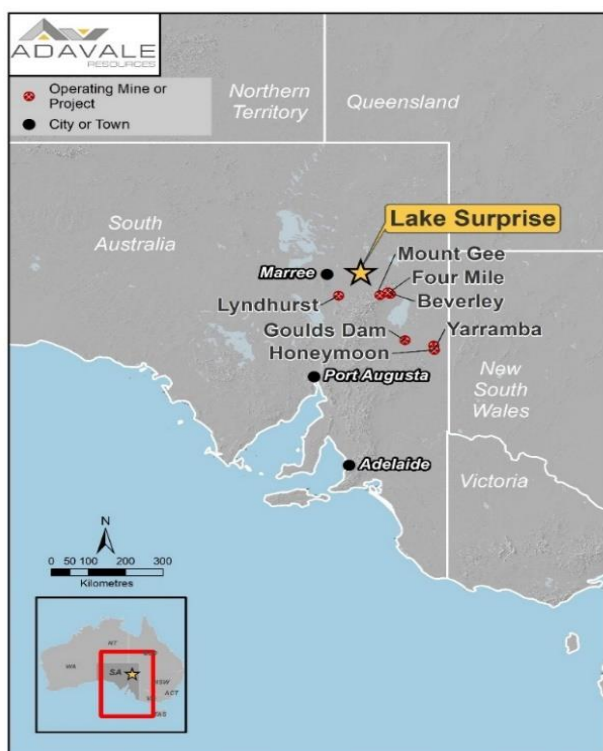 ADAVALE
RESOURCES
Operating Mine or
Project
City or Town
Northern
Territory
Queensland
South
Australia
Lake Surprise
Marree
Mount Gee
Four Mile
Lyndhurst
Beverley
Goulds Dam
Yarramba
Honeymoon
Port Augusta
New
South
Wales
Adelaide
Victoria
N
0 50 100 200 300
Kilometres
NT
WA
SA
NSW
ACT